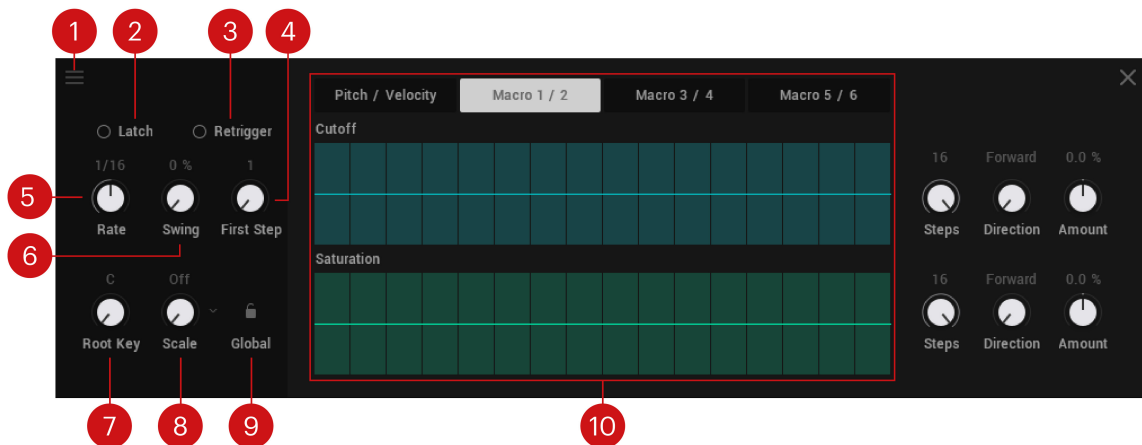 1 2 3 4
Pitch / Velocity Macro 1 / 2 Macro 3 / 4 Macro 5 / 6
Latch Retrigger
Cutoff
1/16 0 % 1
16 Forward 0.0 %
5
Rate Swing First Step
Steps Direction Amount
6
Saturation
C Off
16 Forward 0.0 %
Root Key Scale Global
Steps Direction Amount
7 8 9 10